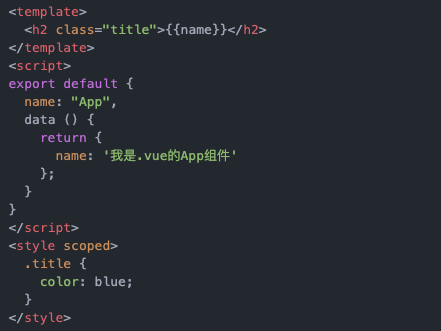 <template>
  <h2 class="title">{{name}}</h2>
</template>
<script>
export default {
  name: "App",
  data () {
    return {
      name: '我是.vue的App组件'
    };
  }
}
</script>
<style scoped>
  .title {
    color: blue;
  }
</style>